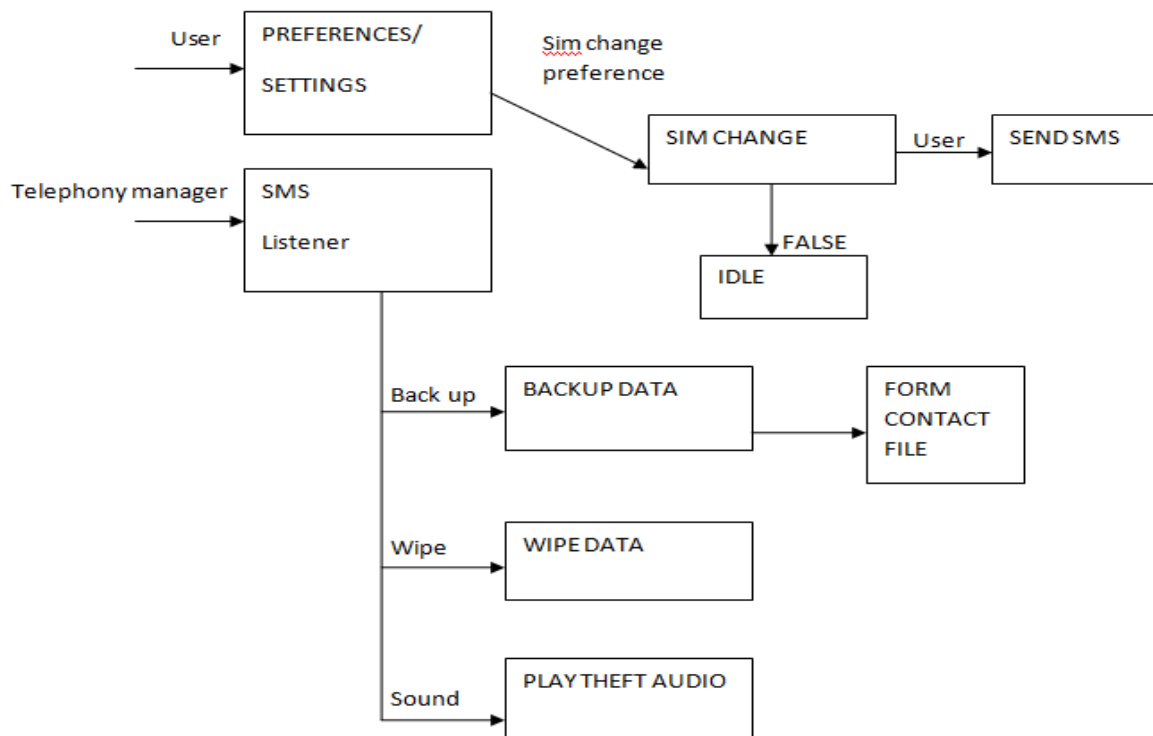 User
PREFERENCES/
SETTINGS
Sim change
preference
SIM CHANGE
User
SEND SMS
Telephony manager
SMS
Listener
FALSE
IDLE
Back up
BACKUP DATA
FORM
CONTACT
FILE
Wipe
WIPE DATA
Sound
PLAY THEFT AUDIO